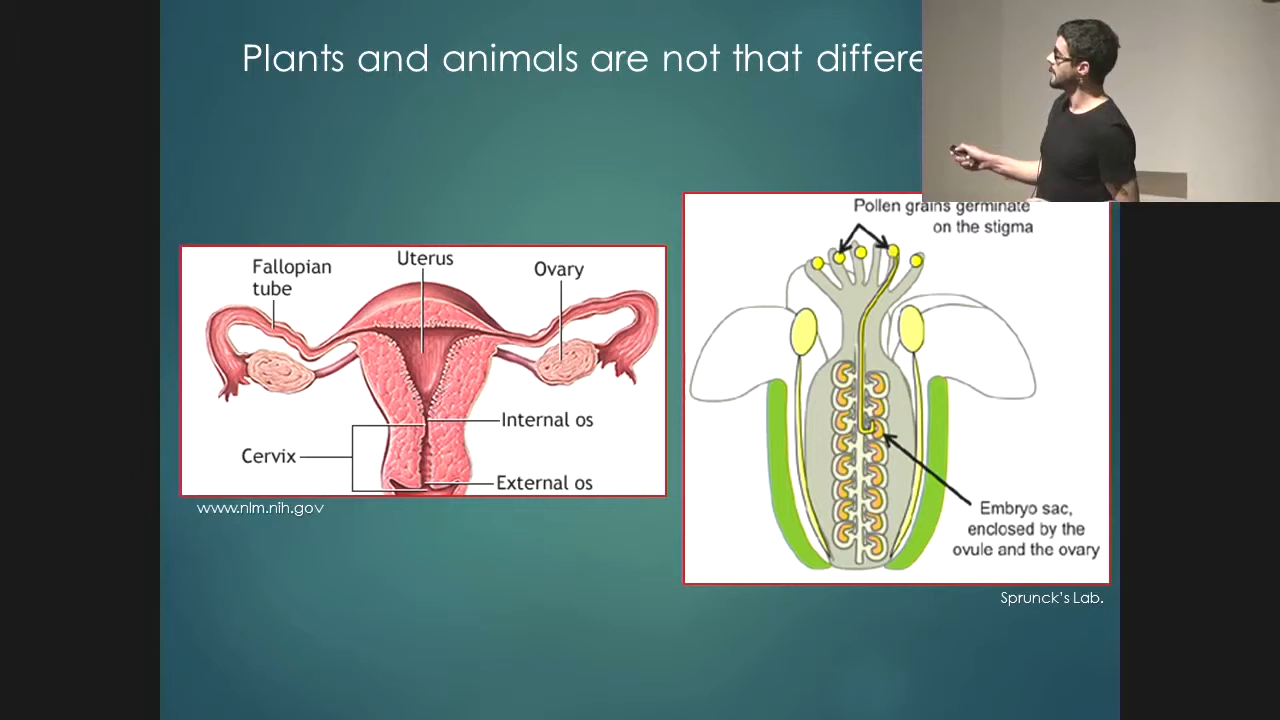 Plants and animals are not that differe
Pollen grains germinate
on the stigma
Fallopian
tube
Uterus
Ovary
Internal os
Cervix
External os
www.nlm.nih.gov
Embryo sac,
enclosed by the
ovule and the ovary
Sprunck's Lab.